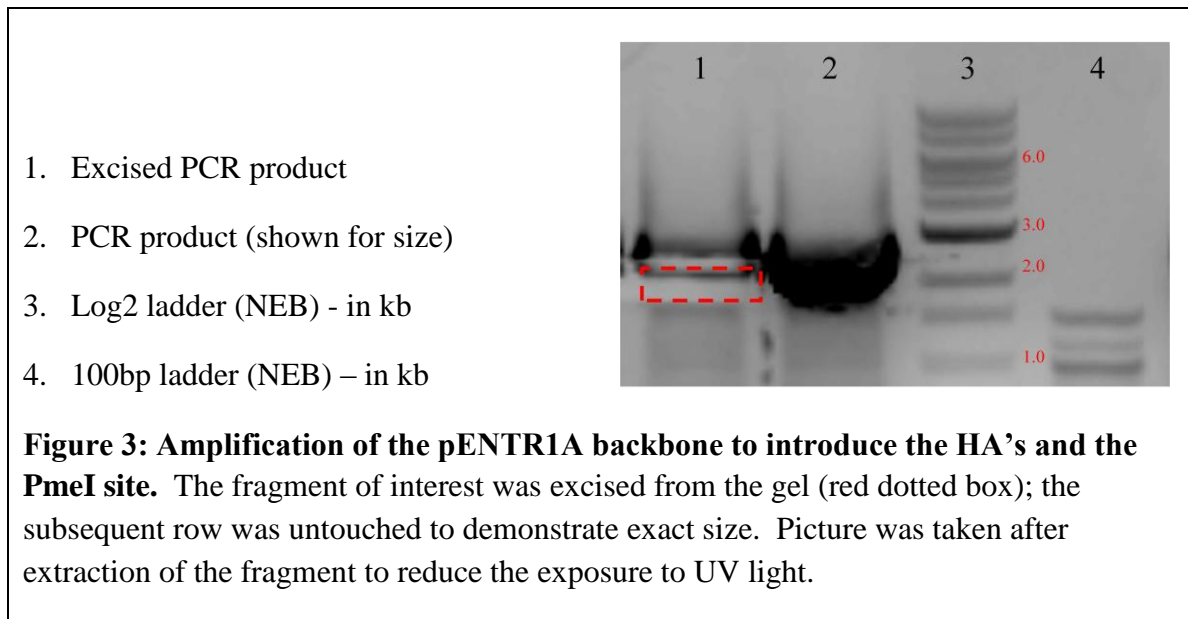 1 2 3 4
6.0
3.0
2.0
1.0
1. Excised PCR product
2. PCR product (shown for size)
3. Log2 ladder (NEB) - in kb
4. 100bp ladder (NEB) – in kb
Figure 3: Amplification of the pENTR1A backbone to introduce the HA’s and the
PmeI site. The fragment of interest was excised from the gel (red dotted box); the
subsequent row was untouched to demonstrate exact size. Picture was taken after
extraction of the fragment to reduce the exposure to UV light.